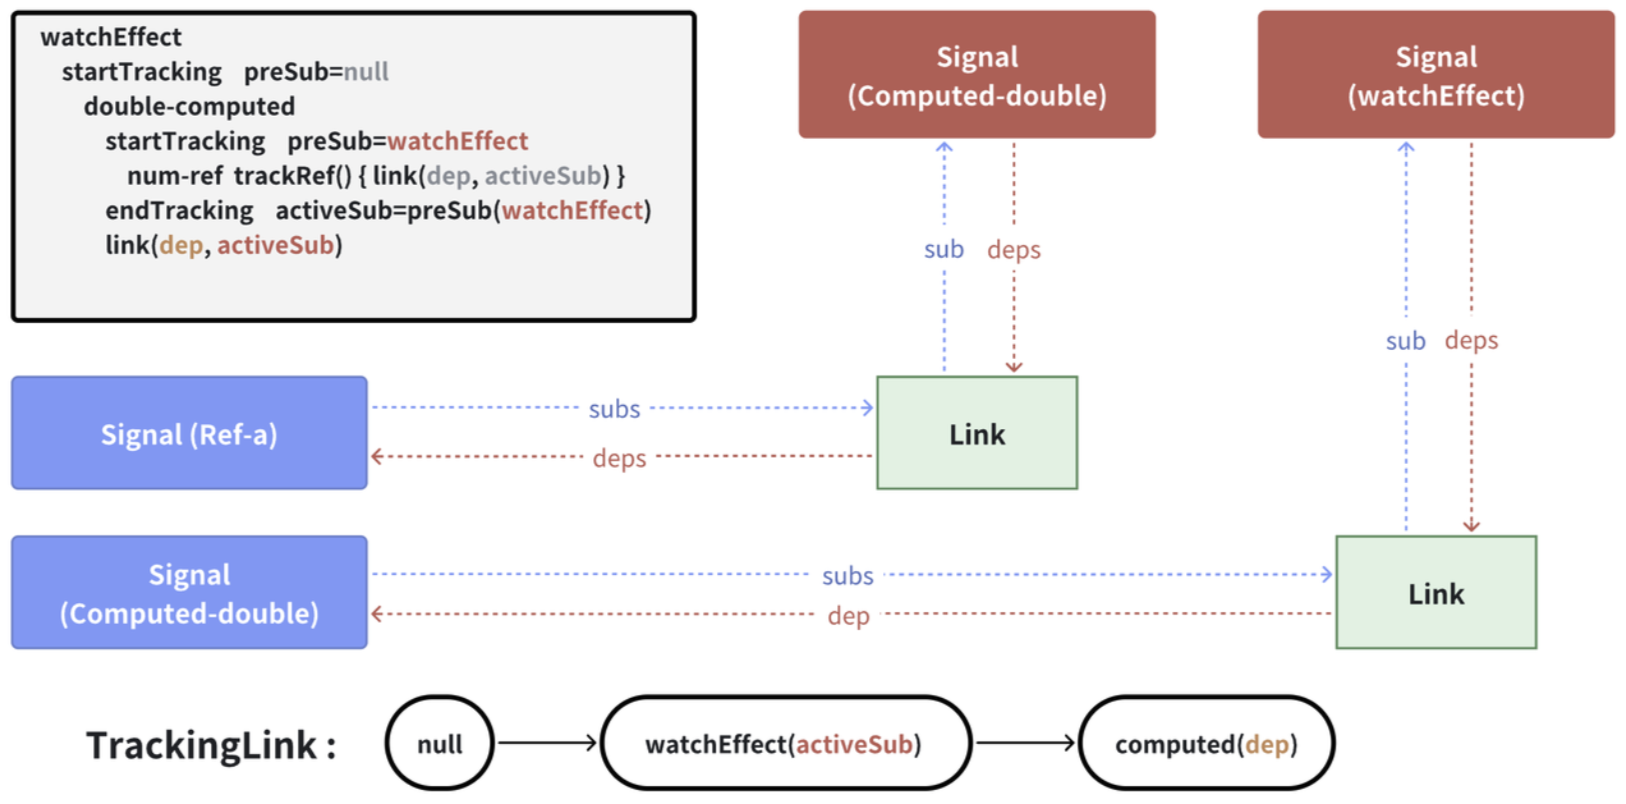 watchEffect
startTracking preSub=null
double-computed
startTracking preSub=watchEffect
num-ref trackRef() { link(dep, activeSub) }
endTracking activeSub=preSub(watchEffect)
link(dep, activeSub)
Signal
(Computed-double)
Signal
(watchEffect)
sub deps
sub deps
Signal (Ref-a)
subs
deps
Link
Signal
(Computed-double)
subs
dep
Link
TrackingLink :
null
watchEffect(activeSub)
computed(dep)